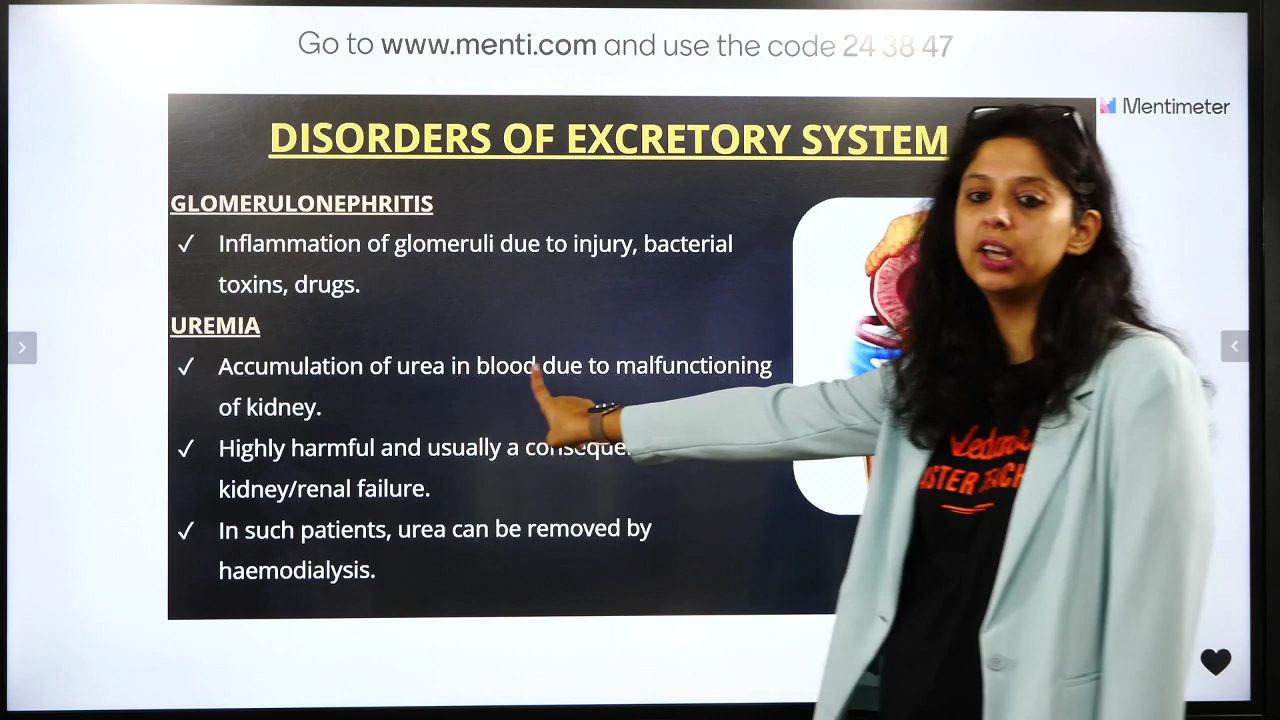 Go to www.menti.com and use the code 24 38 47
Mentimeter
DISORDERS OF EXCRETORY SYSTEM
GLOMERULONEPHRITIS
✓ Inflammation of glomeruli due to injury, bacterial
toxins, drugs.
UREMIA
✓ Accumulation of urea in blood due to malfunctioning
of kidney.
✓ Highly harmful and usually a
kidney/renal failure.
✓ In such patients, urea can be removed by
haemodialysis.